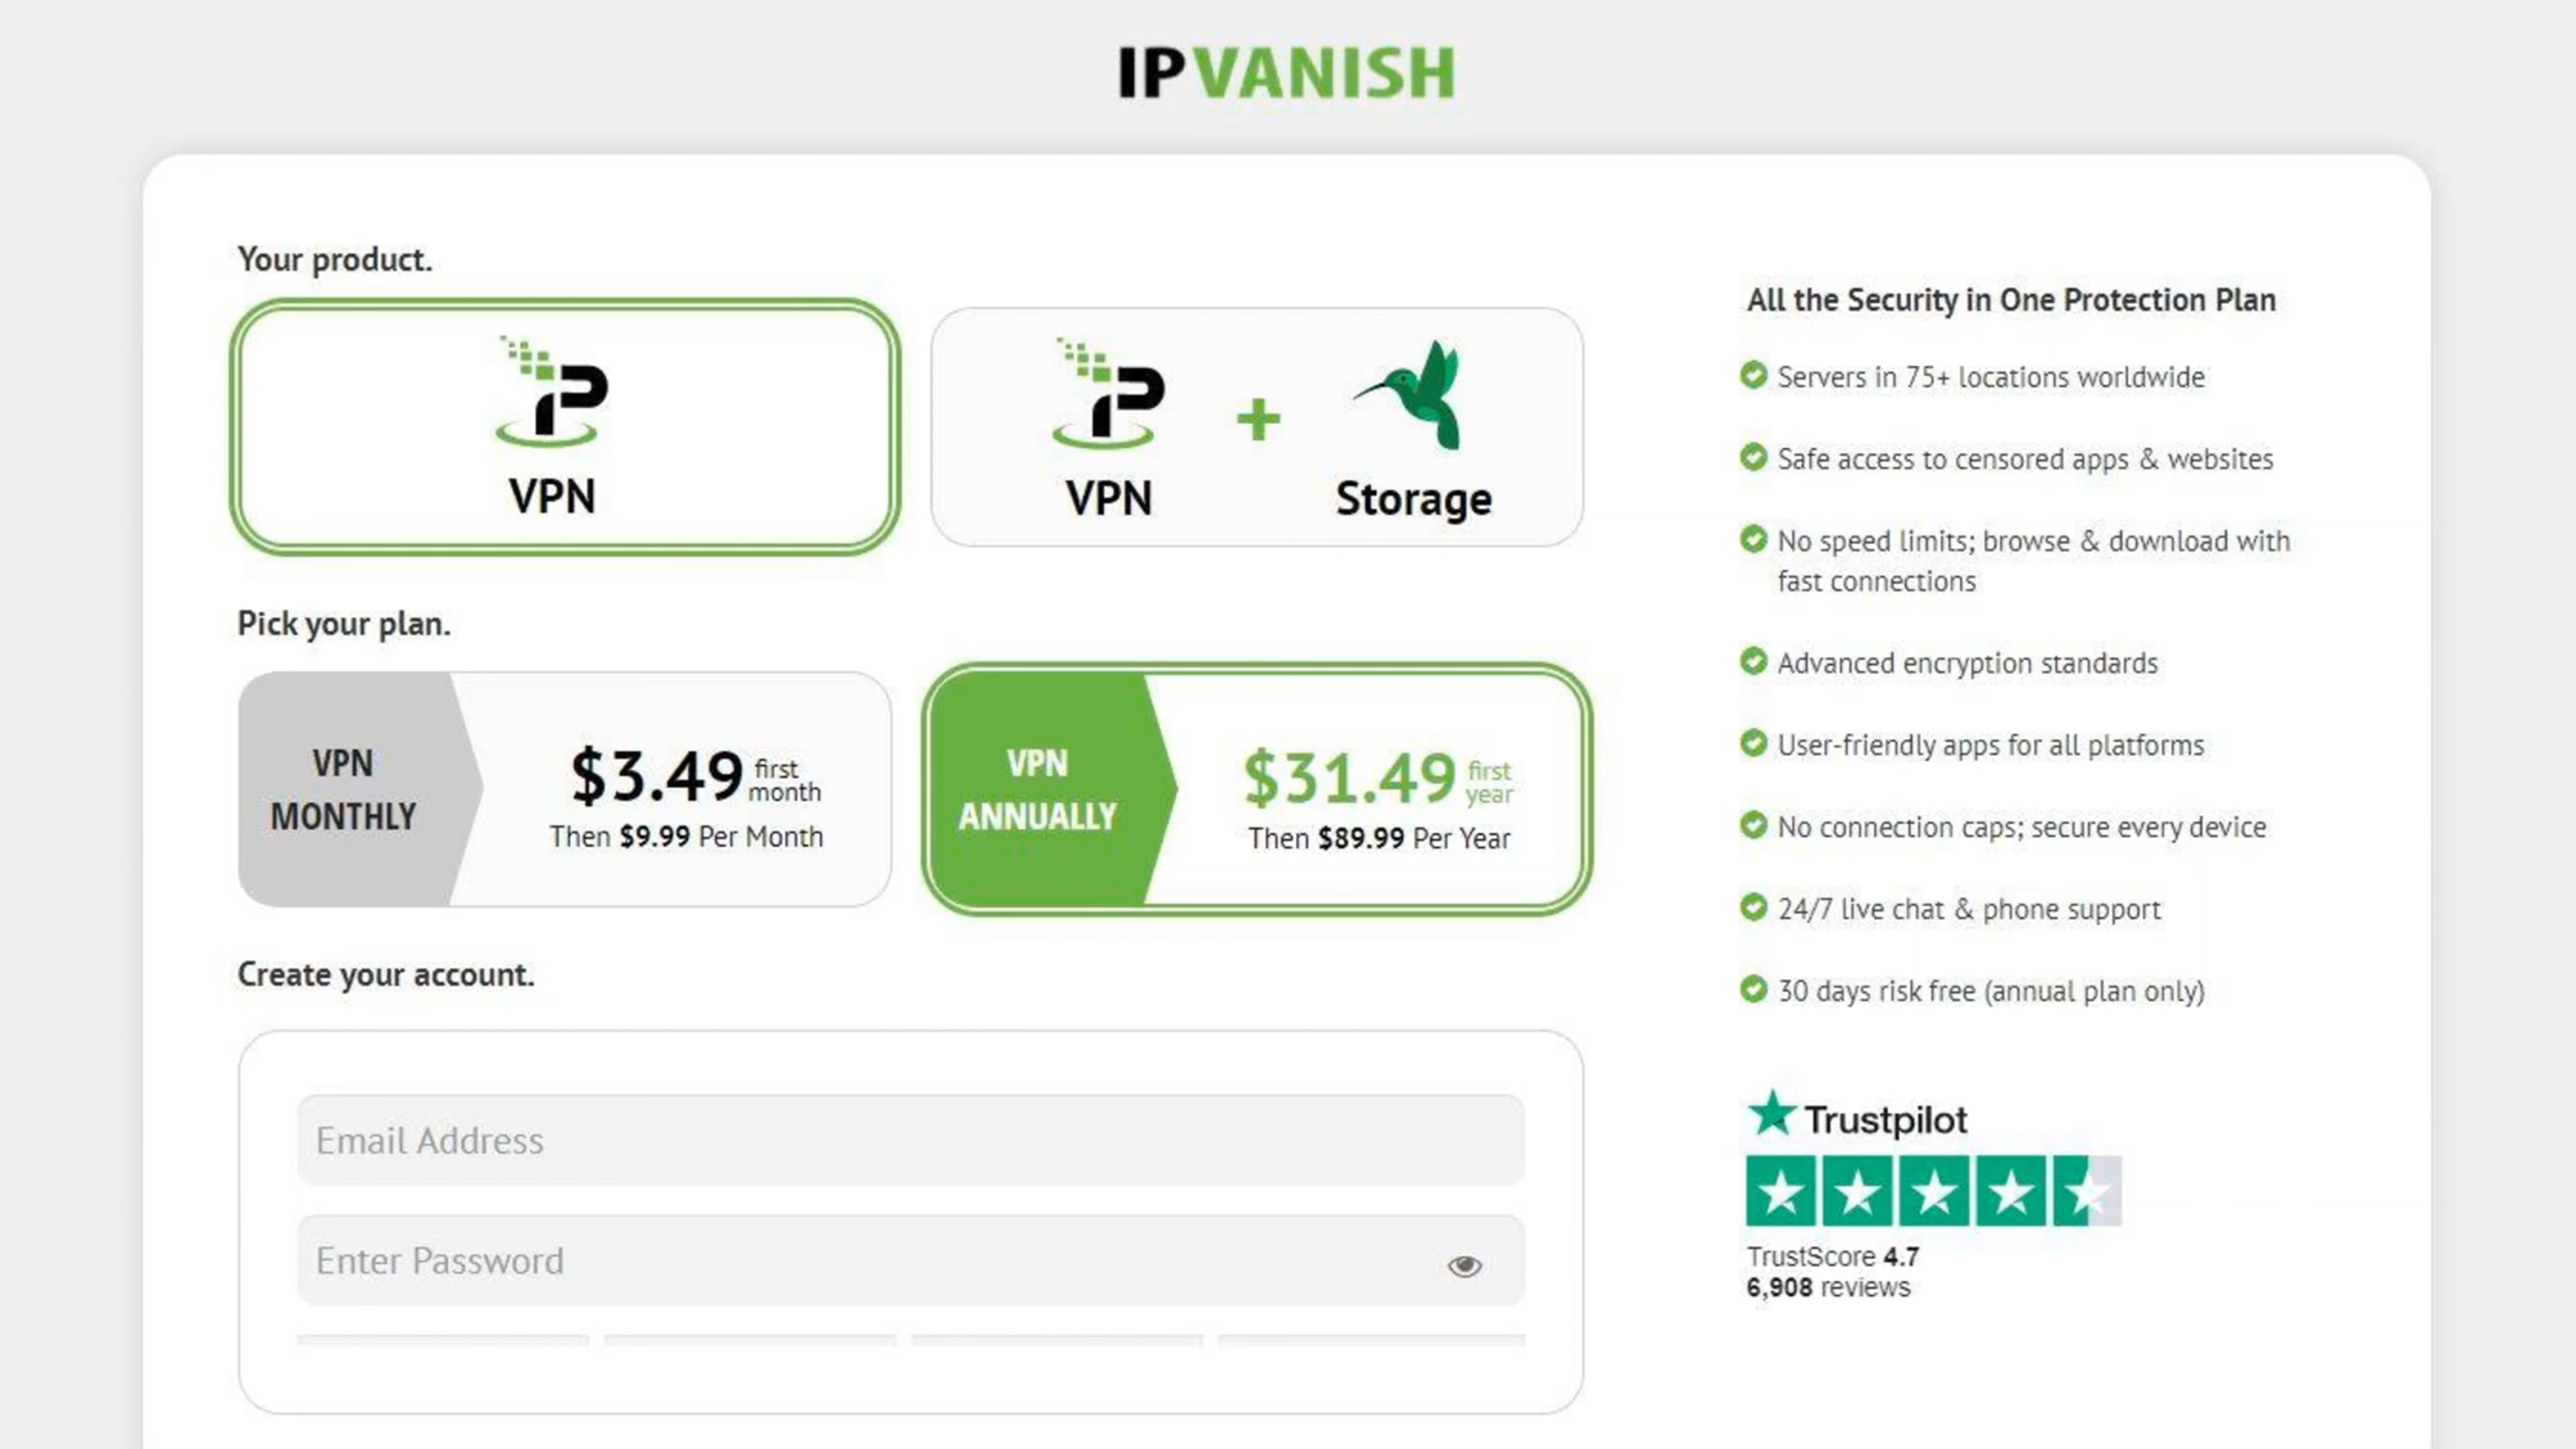 IPVANISH
Your product.
VPN
VPN
+
Storage
Pick your plan.
VPN
MONTHLY
$3.49 first
month
Then $9.99 Per Month
VPN
ANNUALLY
$31.49 first
year
Then $89.99 Per Year
Create your account.
Email Address
Enter Password
All the Security in One Protection Plan
Servers in 75+ locations worldwide
Safe access to censored apps & websites
No speed limits; browse & download with
fast connections
Advanced encryption standards
User-friendly apps for all platforms
No connection caps; secure every device
24/7 live chat & phone support
30 days risk free (annual plan only)
Trustpilot
TrustScore 4.7
6,908 reviews